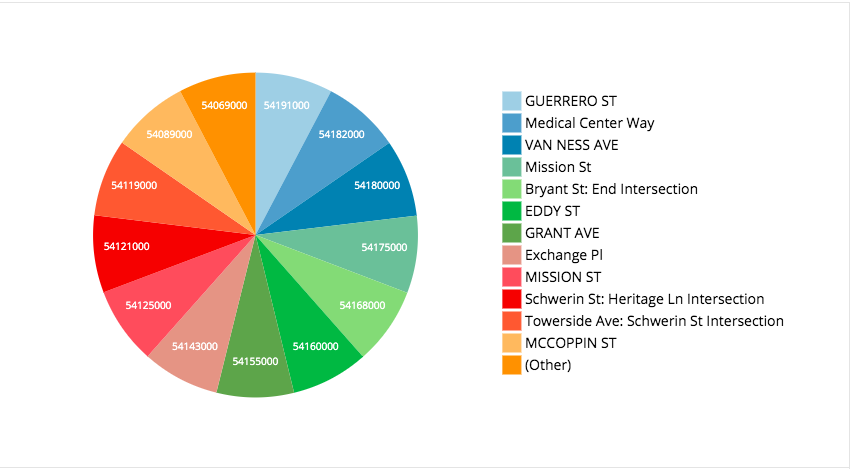 54069000
54191000
54089000
54182000
54119000
54180000
54121000
54175000
54125000
54168000
54143000
54160000
54155000
GUERRERO ST
Medical Center Way
VAN NESS AVE
Mission St
Bryant St: End Intersection
EDDY ST
GRANT AVE
Exchange Pl
MISSION ST
Schwerin St: Heritage Ln Intersection
Towerside Ave: Schwerin St Intersection
MCCOPPIN ST
(Other)